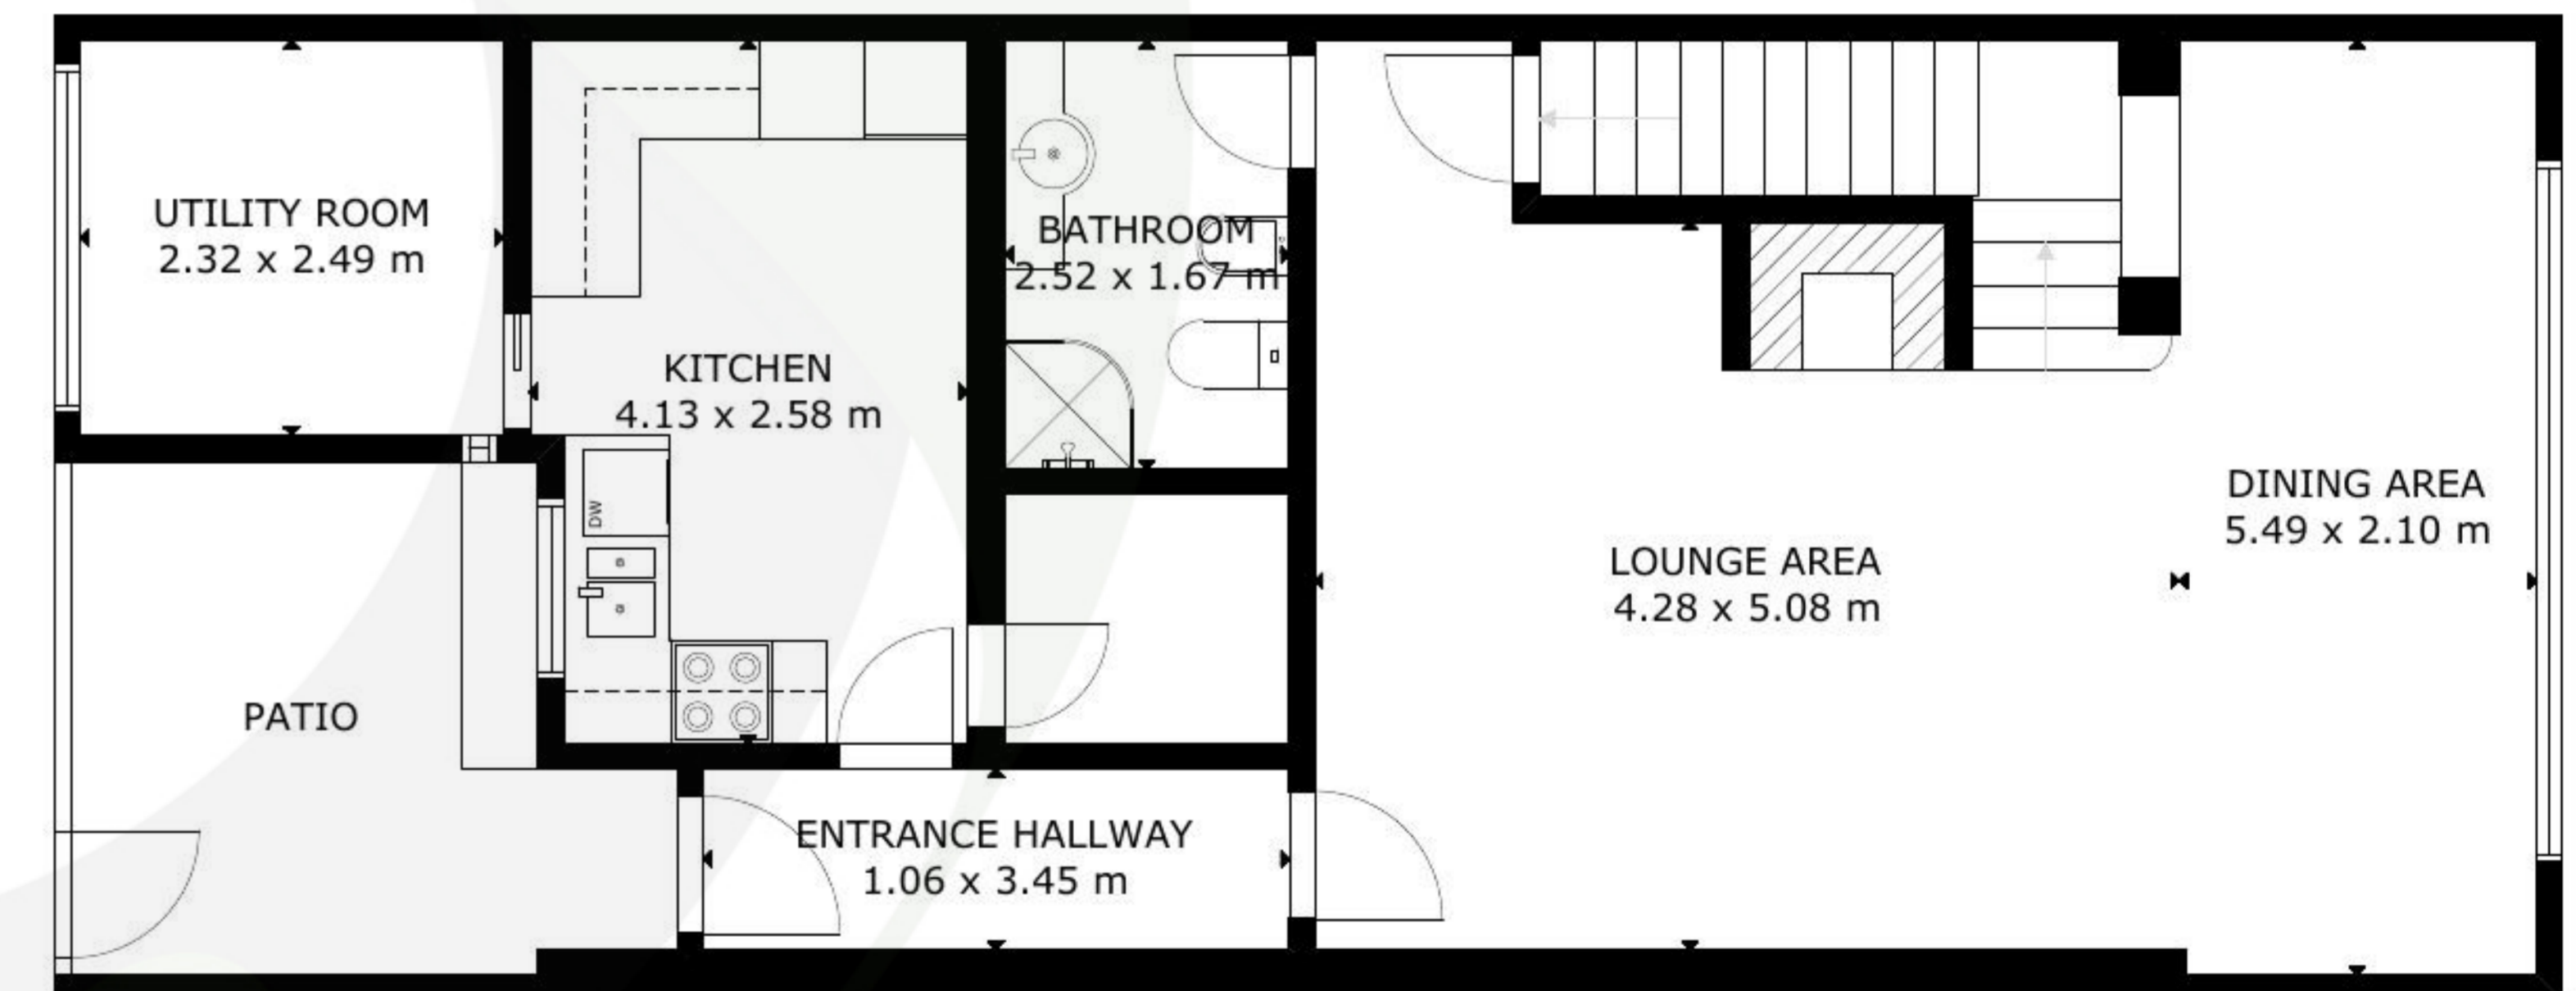 UTILITY ROOM
2.32 x 2.49 m
KITCHEN
4.13 x 2.58 m
DW
BATHROOM
2.52 x 1.67 m
LOUNGE AREA
4.28 x 5.08 m
DINING AREA
5.49 x 2.10 m
PATIO
ENTRANCE HALLWAY
1.06 x 3.45 m